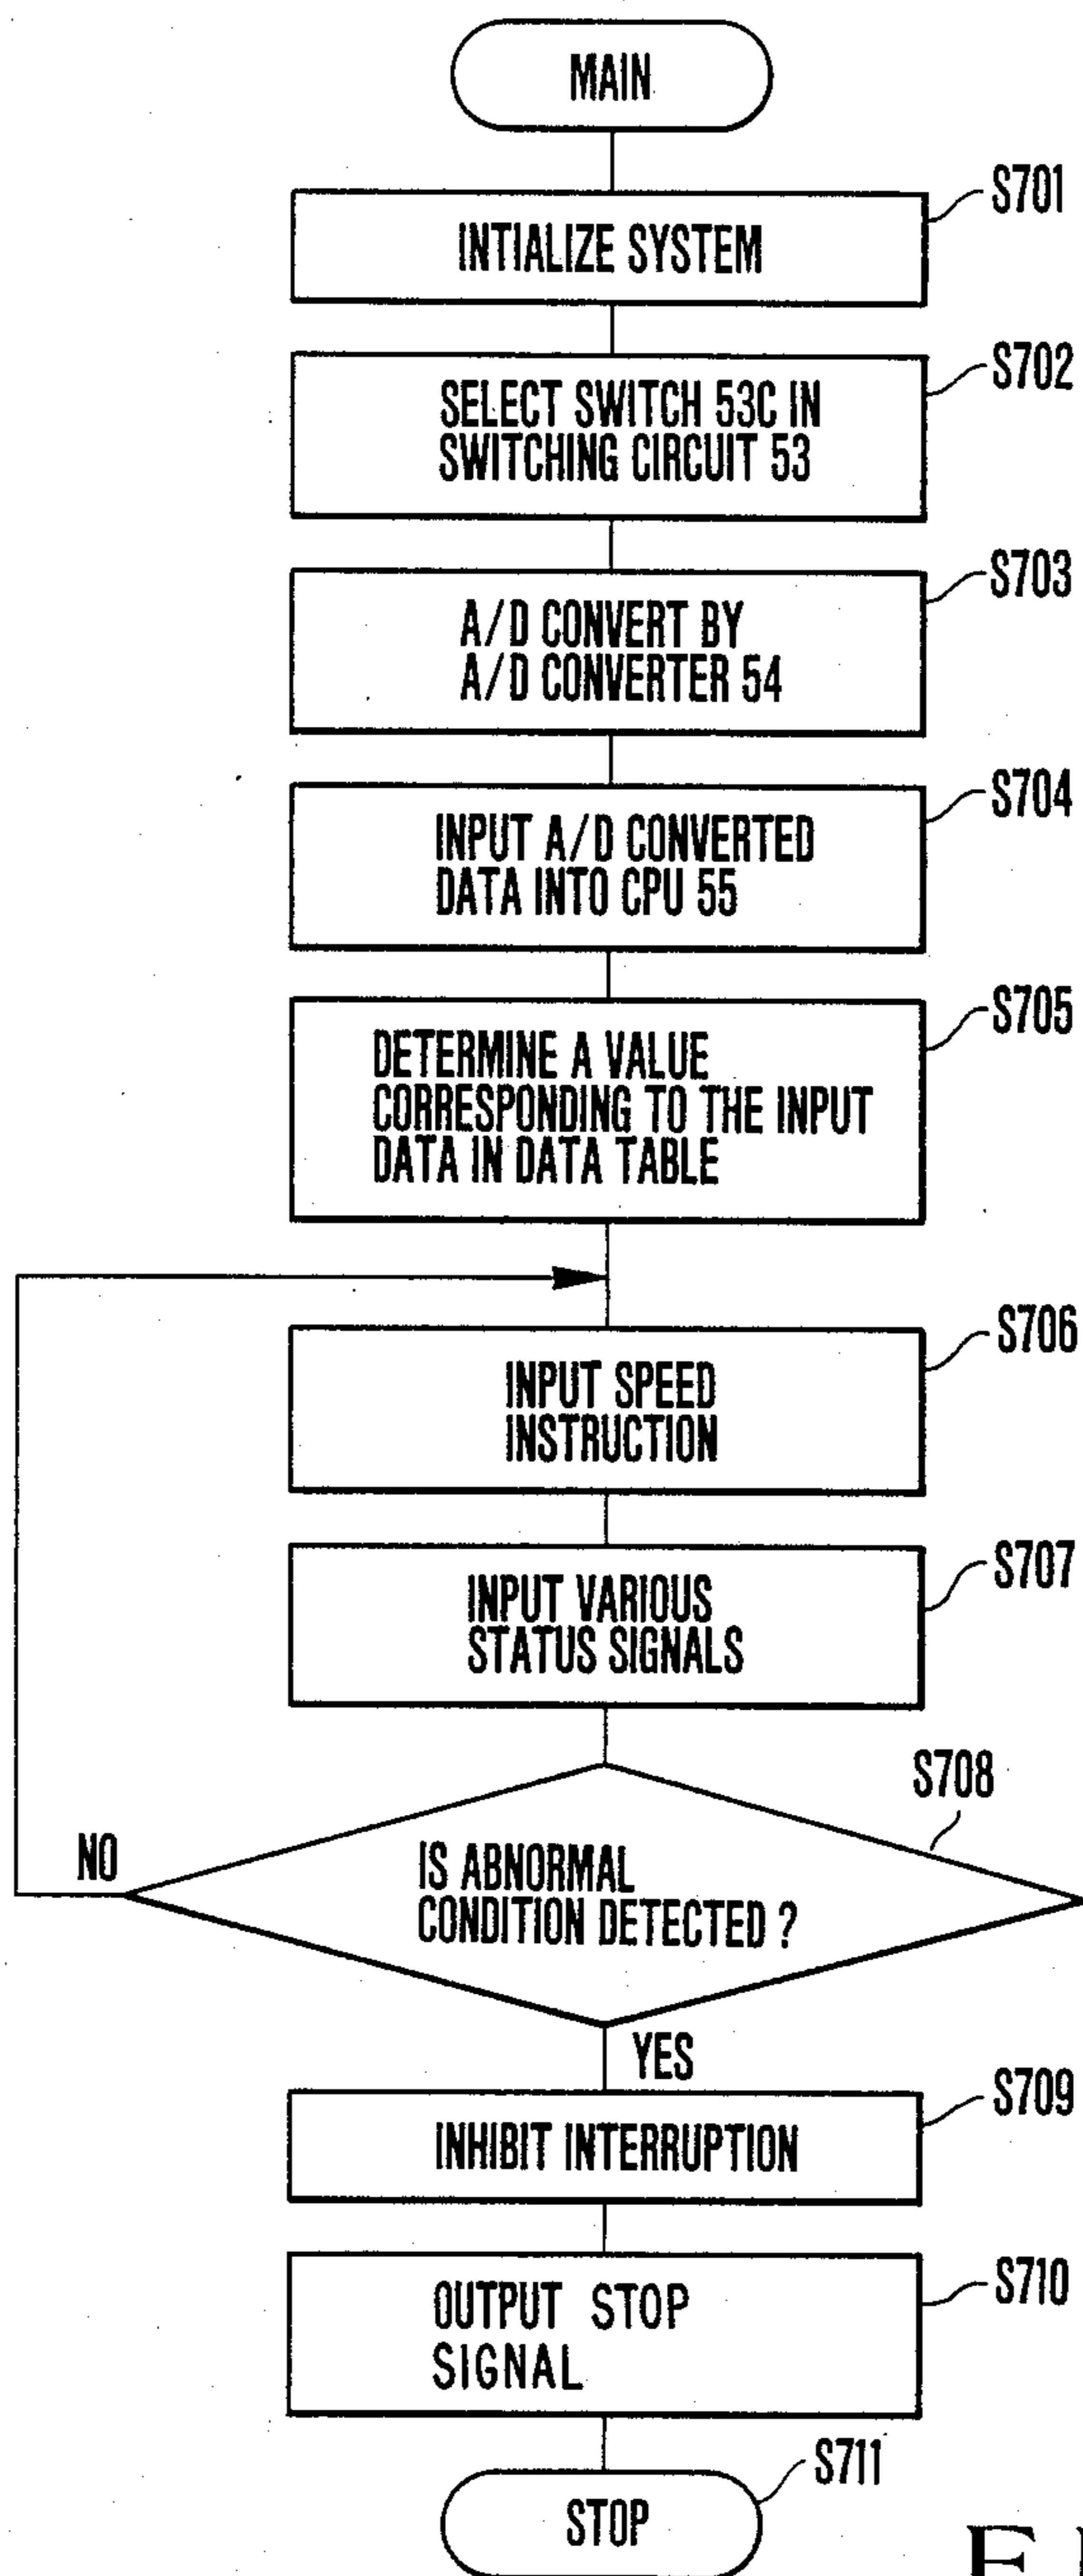 MAIN
S701
INTIALIZE SYSTEM
S702
SELECT SWITCH 53C IN
SWITCHING CIRCUIT 53
S703
A/D CONVERT BY
A/D CONVERTER 54
S704
INPUT A/D CONVERTED
DATA INTO CPU 55
S705
DETERMINE A VALUE
CORRESPONDING TO THE INPUT
DATA IN DATA TABLE
S706
INPUT SPEED
INSTRUCTION
S707
INPUT VARIOUS
STATUS SIGNALS
S708
NO
IS ABNORMAL
CONDITION DETECTED ?
YES
S709
INHIBIT INTERRUPTION
S710
OUTPUT STOP
SIGNAL
S711
STOP